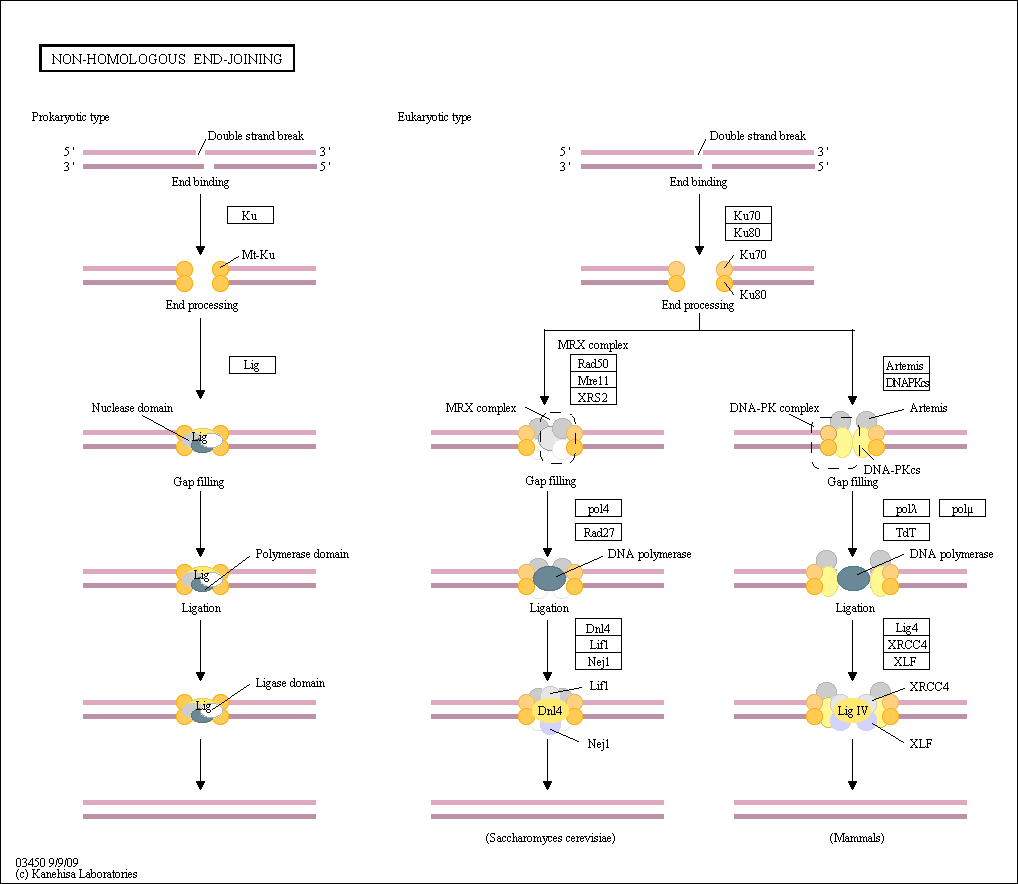 NON-HOMOLOGOUS END-JOINING
Prokaryotic type
Double strand break
5' 3'
3' 5'
End binding
Ku
Mt-Ku
End processing
Lig
Nuclease domain
Lig
Gap filling
Polymerase domain
Lig
Ligation
Ligase domain
Lig
Eukaryotic type
Double strand break
5' 3'
3' 5'
End binding
Ku70
Ku80
Ku70
Ku80
End processing
MRX complex
Rad50
Mre11
XRS2
MRX complex
Gap filling
pol4
Rad27
DNA polymerase
Ligation
Dnl4
Lif1
Nej1
Lif1
Dnl4
Nej1
(Saccharomyces cerevisiae)
Artemis
DNAPKcs
DNA-PK complex
Artemis
DNA-PKcs
Gap filling
polλ polμ
TdT
DNA polymerase
Ligation
Lig4
XRCC4
XLF
XRCC4
Lig IV
XLF
(Mammals)
03450 9/9/09
(c) Kanehisa Laboratories